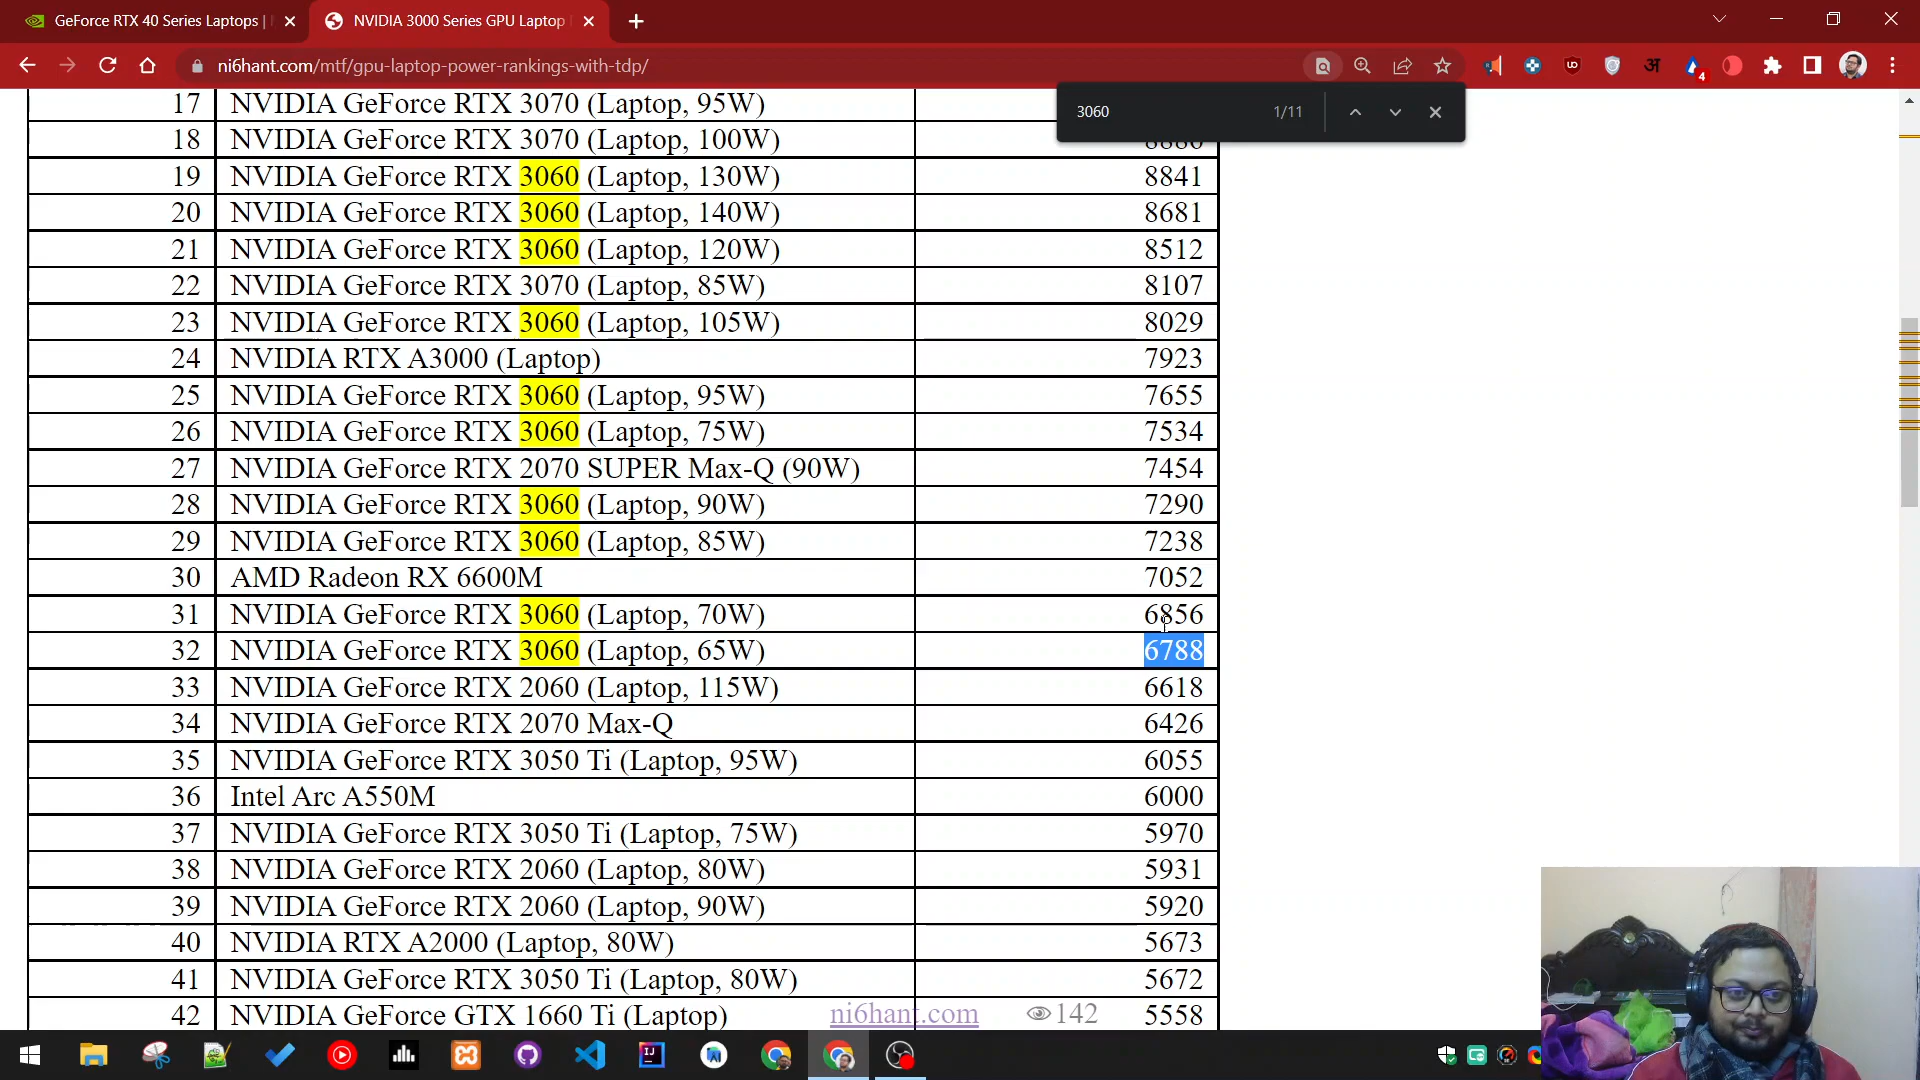 GeForce RTX 40 Series Laptops |
NVIDIA 3000 Series GPU Laptop
ni6hant.com/mtf/gpu-laptop-power-rankings-with-tdp/
अ
4
3060 1/11
17 NVIDIA GeForce RTX 3070 (Laptop, 95W)
18 NVIDIA GeForce RTX 3070 (Laptop, 100W)
19 NVIDIA GeForce RTX 3060 (Laptop, 130W) 8841
20 NVIDIA GeForce RTX 3060 (Laptop, 140W) 8681
21 NVIDIA GeForce RTX 3060 (Laptop, 120W) 8512
22 NVIDIA GeForce RTX 3070 (Laptop, 85W) 8107
23 NVIDIA GeForce RTX 3060 (Laptop, 105W) 8029
24 NVIDIA RTX A3000 (Laptop) 7923
25 NVIDIA GeForce RTX 3060 (Laptop, 95W) 7655
26 NVIDIA GeForce RTX 3060 (Laptop, 75W) 7534
27 NVIDIA GeForce RTX 2070 SUPER Max-Q (90W) 7454
28 NVIDIA GeForce RTX 3060 (Laptop, 90W) 7290
29 NVIDIA GeForce RTX 3060 (Laptop, 85W) 7238
30 AMD Radeon RX 6600M 7052
31 NVIDIA GeForce RTX 3060 (Laptop, 70W) 6856
32 NVIDIA GeForce RTX 3060 (Laptop, 65W) 6788
33 NVIDIA GeForce RTX 2060 (Laptop, 115W) 6618
34 NVIDIA GeForce RTX 2070 Max-Q 6426
35 NVIDIA GeForce RTX 3050 Ti (Laptop, 95W) 6055
36 Intel Arc A550M 6000
37 NVIDIA GeForce RTX 3050 Ti (Laptop, 75W) 5970
38 NVIDIA GeForce RTX 2060 (Laptop, 80W) 5931
39 NVIDIA GeForce RTX 2060 (Laptop, 90W) 5920
40 NVIDIA RTX A2000 (Laptop, 80W) 5673
41 NVIDIA GeForce RTX 3050 Ti (Laptop, 80W) 5672
42 NVIDIA GeForce GTX 1660 Ti (Laptop) 5558
ni6hant.com 142